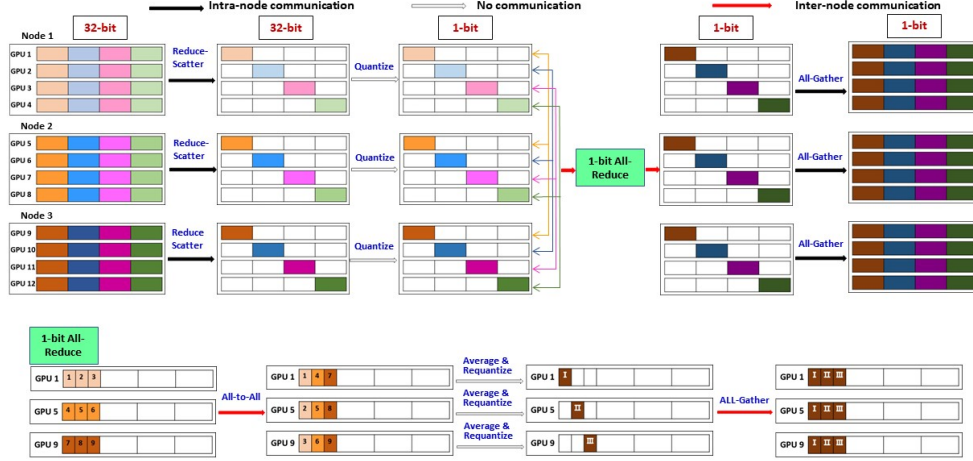 Intra-node communication
No communication
Inter-node communication
32-bit
32-bit
1-bit
1-bit
1-bit
Node 1
GPU 1
GPU 2
GPU 3
GPU 4
Reduce-
Scatter
Quantize
All-Gather
Node 2
GPU 5
GPU 6
GPU 7
GPU 8
Reduce-
Scatter
Quantize
1-bit All-
Reduce
All-Gather
Node 3
GPU 9
GPU 10
GPU 11
GPU 12
Reduce
Scatter
Quantize
All-Gather
1-bit All-
Reduce
GPU 1
1 2 3
GPU 5
4 5 6
GPU 9
7 8 9
All-to-All
GPU 1
1 4 7
GPU 5
2 5 8
GPU 9
3 6 9
Average &
Requantize
Average &
Requantize
Average &
Requantize
GPU 1
I
GPU 5
II
GPU 9
III
ALL-Gather
GPU 1
I II III
GPU 5
I II III
GPU 9
I II III